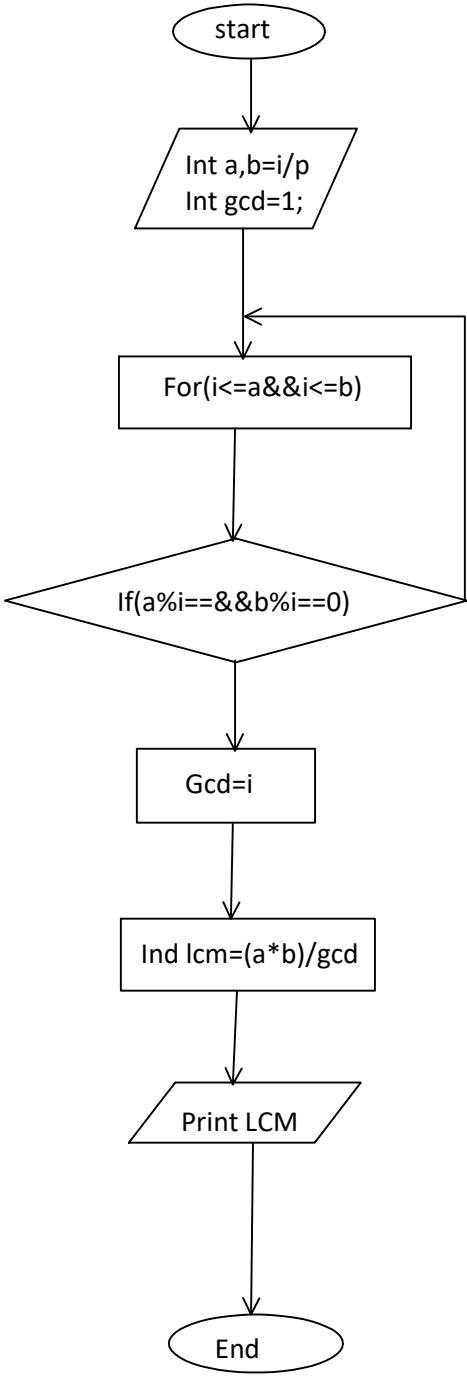 start
Int a,b=i/p
Int gcd=1;
For(i<=a&&i<=b)
If(a%i==&&b%i==0)
Gcd=i
Ind lcm=(a*b)/gcd
Print LCM
End